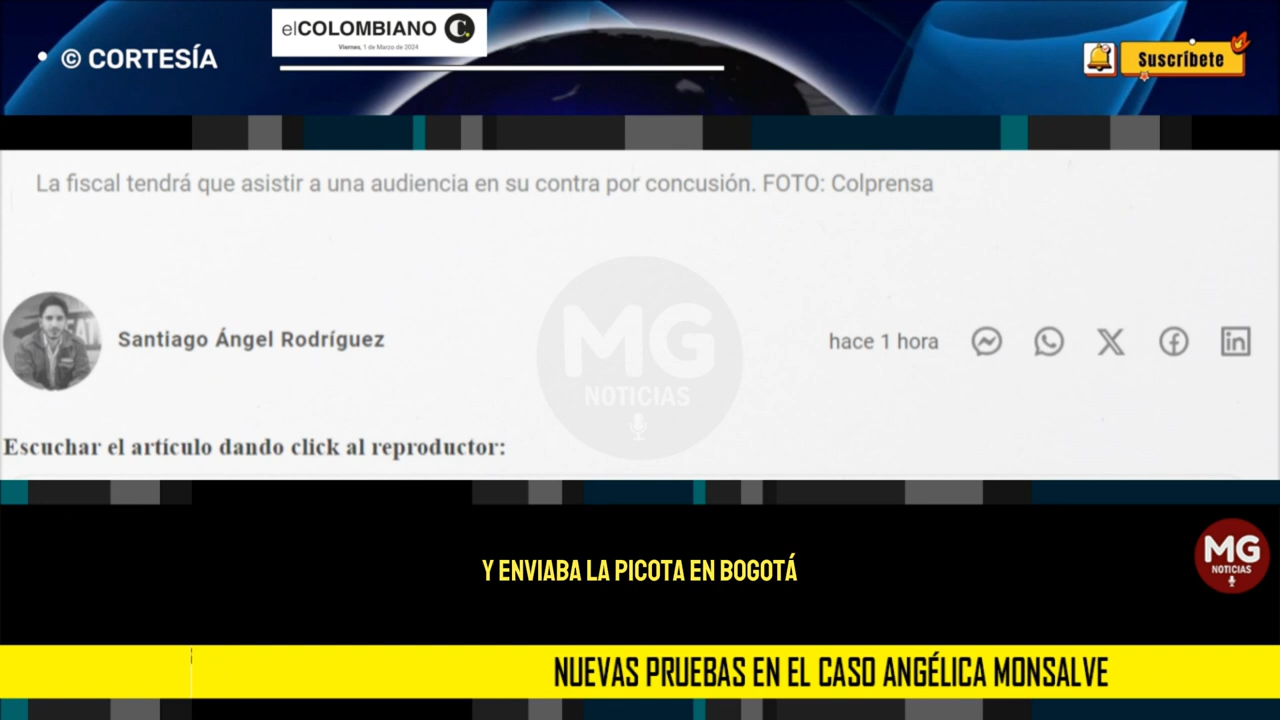 © CORTESÍA
elCOLOMBIANO C.
Viernes, 1 de Marzo de 2024
Suscríbete
La fiscal tendrá que asistir a una audiencia en su contra por concusión. FOTO: Colprensa
MG
NOTICIAS
Santiago Ángel Rodríguez
hace 1 hora
Escuchar el artículo dando click al reproductor:
Y ENVIABA LA PICOTA EN BOGOTÁ
MG
NOTICIAS
NUEVAS PRUEBAS EN EL CASO ANGÉLICA MONSALVE